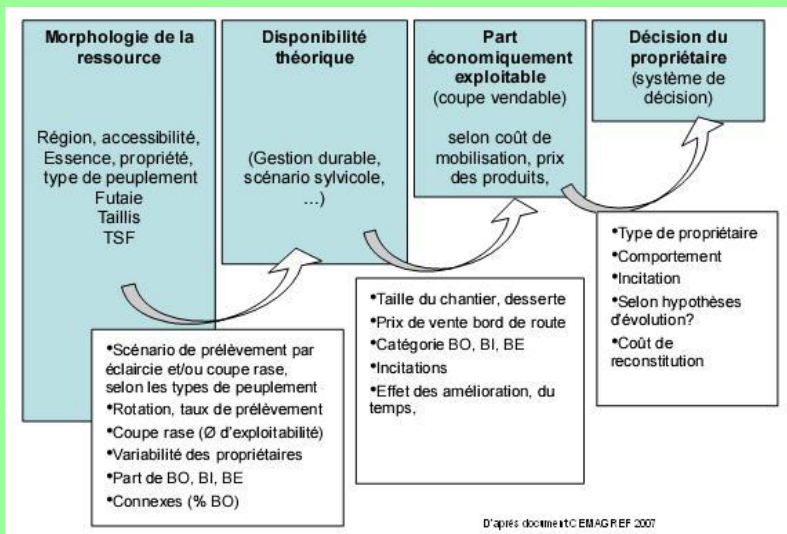 Morphologie de la
ressource
Région, accessibilité,
Essence, propriété,
type de peuplement
Futaie
Taillis
TSF
Disponibilité
théorique
(Gestion durable,
scénario sylvicole,
...)
Part
économiquement
exploitable
(coupe vendable)
selon coût de
mobilisation, prix
des produits,
Décision du
propriétaire
(système de
décision)
•Scénario de prélèvement par
éclaircie et/ou coupe rase,
selon les types de peuplement
•Rotation, taux de prélèvement
•Coupe rase (Ø d'exploitabilité)
•Variabilité des propriétaires
•Part de BO, BI, BE
•Connexes (% BO)
•Taille du chantier, desserte
•Prix de vente bord de route
•Catégorie BO, BI, BE
•Incitations
•Effet des amélioration, du
temps,
•Type de propriétaire
•Comportement
•Incitation
•Selon hypothèses
d'évolution?
•Coût de
reconstitution
D'après document CEMAGREF 2007